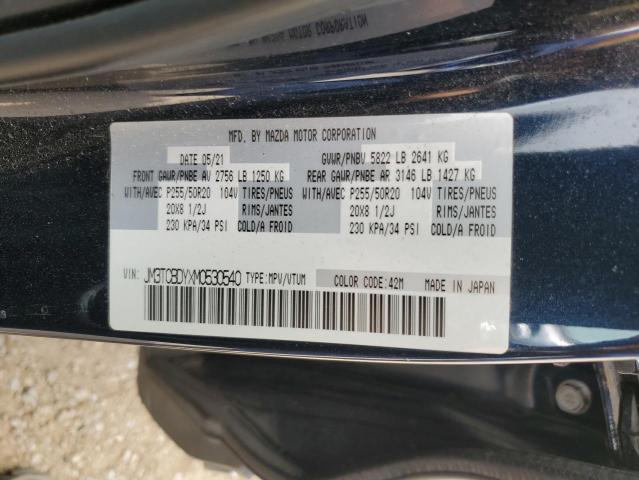 MFD. BY MAZDA MOTOR CORPORATION
DATE 05/21 GVWR/PNBV 5822 LB 2641 KG
FRONT GAWR/PNBE AV 2756 LB 1250 KG REAR GAWR/PNBE AR 3146 LB 1427 KG
WITH/AVEC P255/50R20 104V TIRES/PNEUS WITH/AVEC P255/50R20 104V TIRES/PNEUS
20X8 1/2J RIMS/JANTES 20X8 1/2J RIMS/JANTES
230 KPA/34 PSI COLD/A FROID 230 KPA/34 PSI COLD/A FROID
VIN: JM3TCBDYXM0530540 TYPE:MPV/VTUM COLOR CODE:42M MADE IN JAPAN